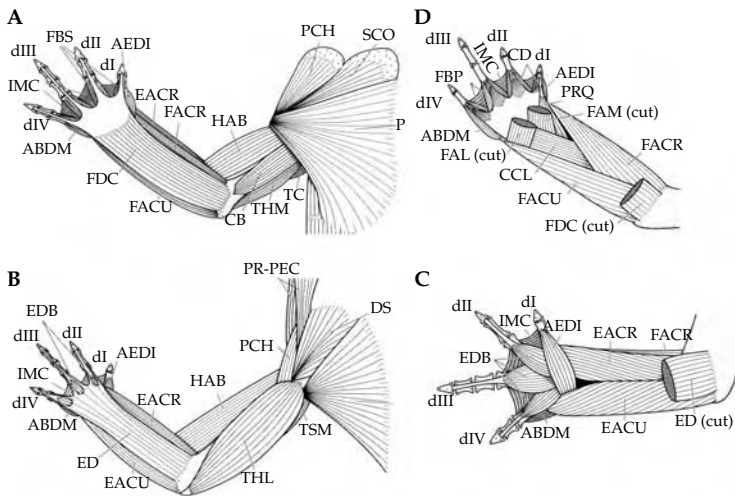 A
dIII
FBS
dII
dI
AEDI
IMC
dIV
ABDM
EACR
FACR
HAB
PCH
SCO
P
FDC
FACU
CB
THM
TC
D
dIII
dII
IMC
CD
dI
FBP
dIV
AEDI
PRQ
FAM (cut)
ABDM
FAL (cut)
CCL
FACR
FACU
FDC (cut)
B
EDB
dIII
dII
dI
AEDI
IMC
dIV
ABDM
EACR
HAB
PR-PEC
DS
PCH
ED
EACU
THL
TSM
C
dII
dI
IMC
AEDI
EACR
FACR
EDB
dIII
dIV
ABDM
EACU
ED (cut)